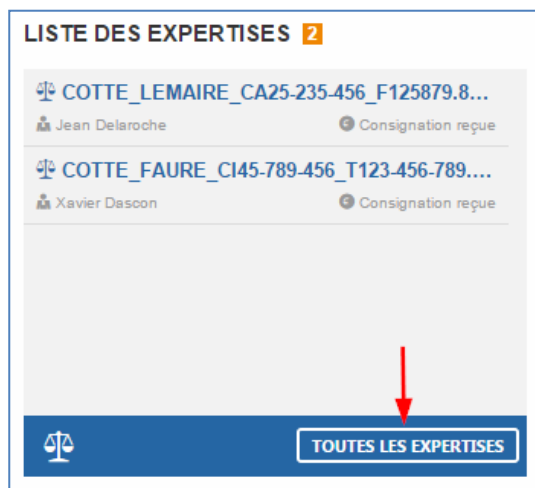 LISTE DES EXPERTISES 2
COTTE_LEMAIRE_CA25-235-456_F125879.8...
Jean Delaroche Consignation reçue
COTTE_FAURE_CI45-789-456_T123-456-789....
Xavier Dascon Consignation reçue
TOUTES LES EXPERTISES